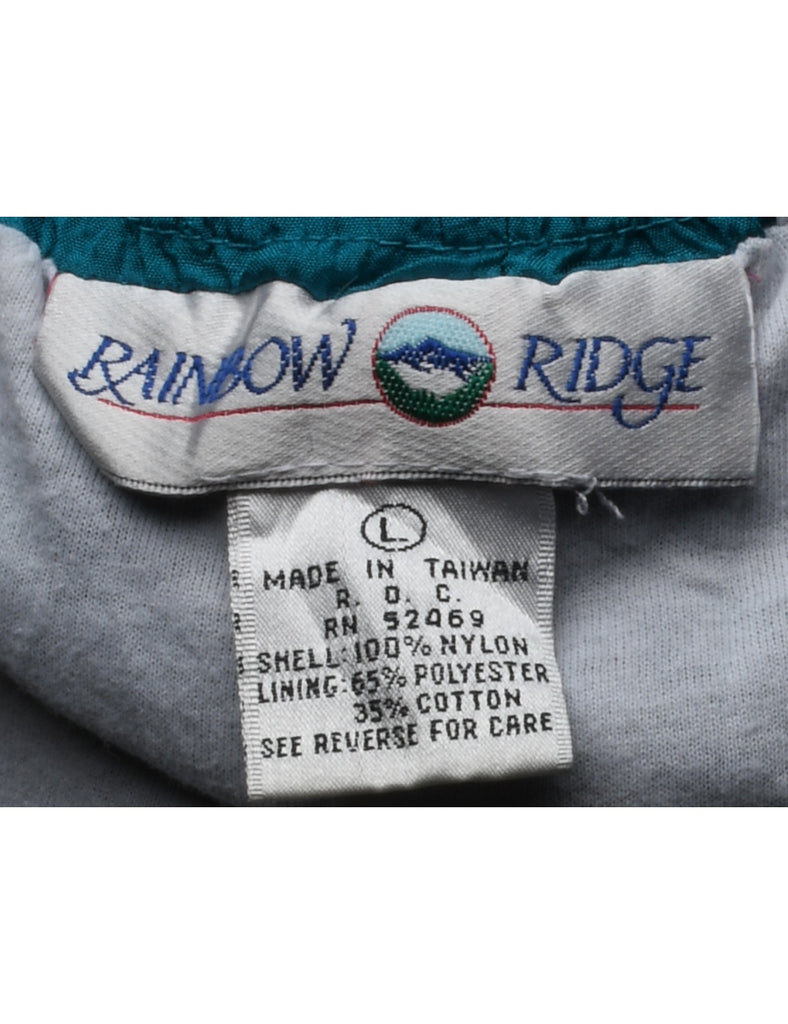 RAINBOW RIDGE
L
MADE IN TAIWAN
R. O. C.
RN 52469
SHELL: 100% NYLON
LINING: 65% POLYESTER
35% COTTON
SEE REVERSE FOR CARE